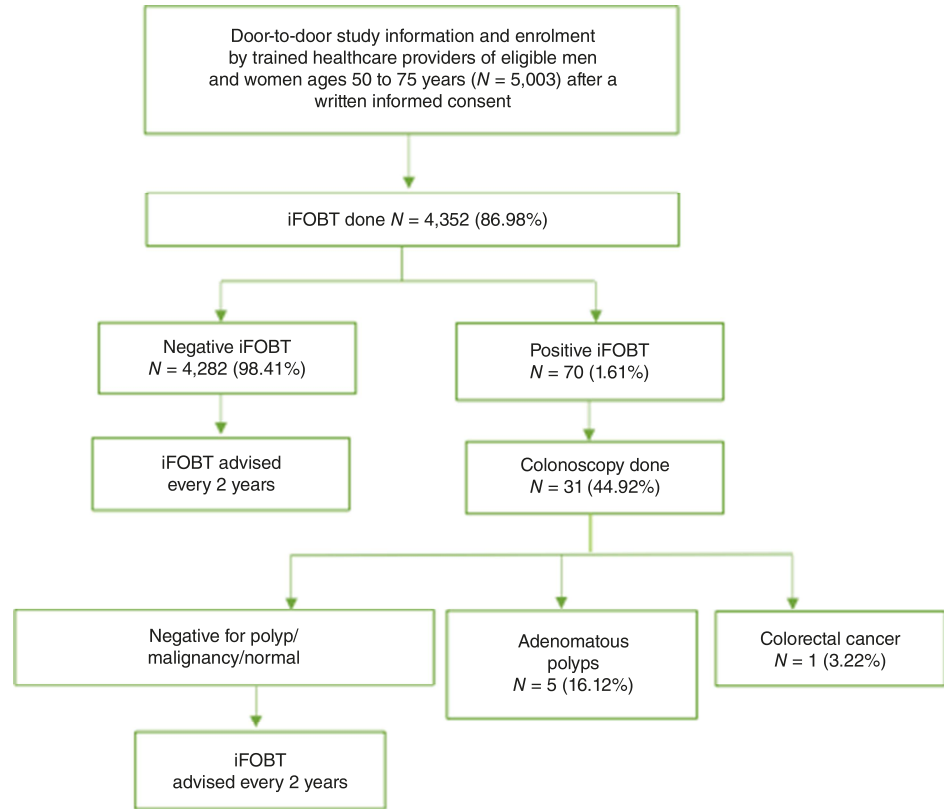 Door-to-door study information and enrolment
by trained healthcare providers of eligible men
and women ages 50 to 75 years (N = 5,003) after a
written informed consent
iFOBT done N = 4,352 (86.98%)
Negative iFOBT
N = 4,282 (98.41%)
Positive iFOBT
N = 70 (1.61%)
iFOBT advised
every 2 years
Colonoscopy done
N = 31 (44.92%)
Negative for polyp/
malignancy/normal
Adenomatous
polyps
N = 5 (16.12%)
Colorectal cancer
N = 1 (3.22%)
iFOBT
advised every 2 years